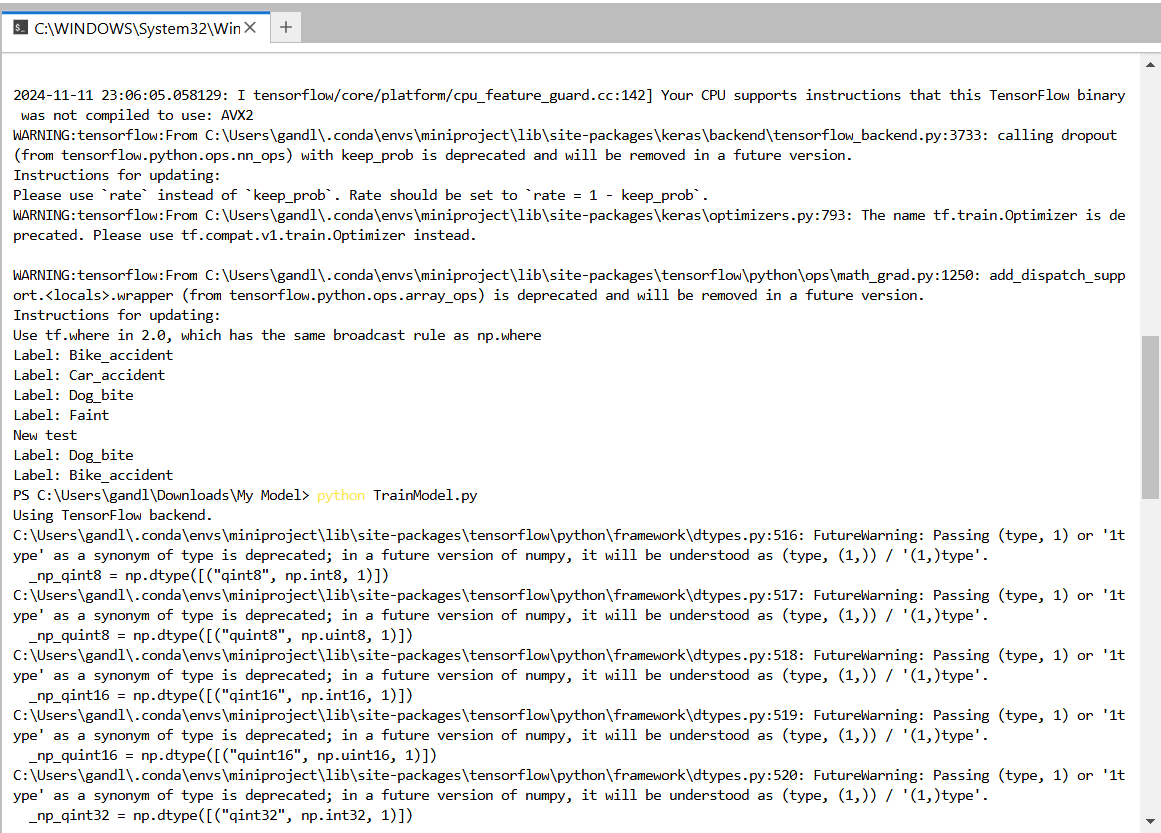 C:\WINDOWS\System32\Win
2024-11-11 23:06:05.058129: I tensorflow/core/platform/cpu_feature_guard.cc:142] Your CPU supports instructions that this TensorFlow binary
 was not compiled to use: AVX2
WARNING:tensorflow:From C:\Users\gandl\.conda\envs\miniproject\lib\site-packages\keras\backend\tensorflow_backend.py:3733: calling dropout
(from tensorflow.python.ops.nn_ops) with keep_prob is deprecated and will be removed in a future version.
Instructions for updating:
Please use `rate` instead of `keep_prob`. Rate should be set to `rate = 1 - keep_prob`.
WARNING:tensorflow:From C:\Users\gandl\.conda\envs\miniproject\lib\site-packages\keras\optimizers.py:793: The name tf.train.Optimizer is de
precated. Please use tf.compat.v1.train.Optimizer instead.
WARNING:tensorflow:From C:\Users\gandl\.conda\envs\miniproject\lib\site-packages\tensorflow\python\ops\math_grad.py:1250: add_dispatch_supp
ort.<locals>.wrapper (from tensorflow.python.ops.array_ops) is deprecated and will be removed in a future version.
Instructions for updating:
Use tf.where in 2.0, which has the same broadcast rule as np.where
Label: Bike_accident
Label: Car_accident
Label: Dog_bite
Label: Faint
New test
Label: Dog_bite
Label: Bike_accident
PS C:\Users\gandl\Downloads\My Model> python TrainModel.py
Using TensorFlow backend.
C:\Users\gandl\.conda\envs\miniproject\lib\site-packages\tensorflow\python\framework\dtypes.py:516: FutureWarning: Passing (type, 1) or '1t
ype' as a synonym of type is deprecated; in a future version of numpy, it will be understood as (type, (1,)) / '(1,)type'.
  _np_qint8 = np.dtype([("qint8", np.int8, 1)])
C:\Users\gandl\.conda\envs\miniproject\lib\site-packages\tensorflow\python\framework\dtypes.py:517: FutureWarning: Passing (type, 1) or '1t
ype' as a synonym of type is deprecated; in a future version of numpy, it will be understood as (type, (1,)) / '(1,)type'.
  _np_quint8 = np.dtype([("quint8", np.uint8, 1)])
C:\Users\gandl\.conda\envs\miniproject\lib\site-packages\tensorflow\python\framework\dtypes.py:518: FutureWarning: Passing (type, 1) or '1t
ype' as a synonym of type is deprecated; in a future version of numpy, it will be understood as (type, (1,)) / '(1,)type'.
  _np_qint16 = np.dtype([("qint16", np.int16, 1)])
C:\Users\gandl\.conda\envs\miniproject\lib\site-packages\tensorflow\python\framework\dtypes.py:519: FutureWarning: Passing (type, 1) or '1t
ype' as a synonym of type is deprecated; in a future version of numpy, it will be understood as (type, (1,)) / '(1,)type'.
  _np_quint16 = np.dtype([("quint16", np.uint16, 1)])
C:\Users\gandl\.conda\envs\miniproject\lib\site-packages\tensorflow\python\framework\dtypes.py:520: FutureWarning: Passing (type, 1) or '1t
ype' as a synonym of type is deprecated; in a future version of numpy, it will be understood as (type, (1,)) / '(1,)type'.
  _np_qint32 = np.dtype([("qint32", np.int32, 1)])